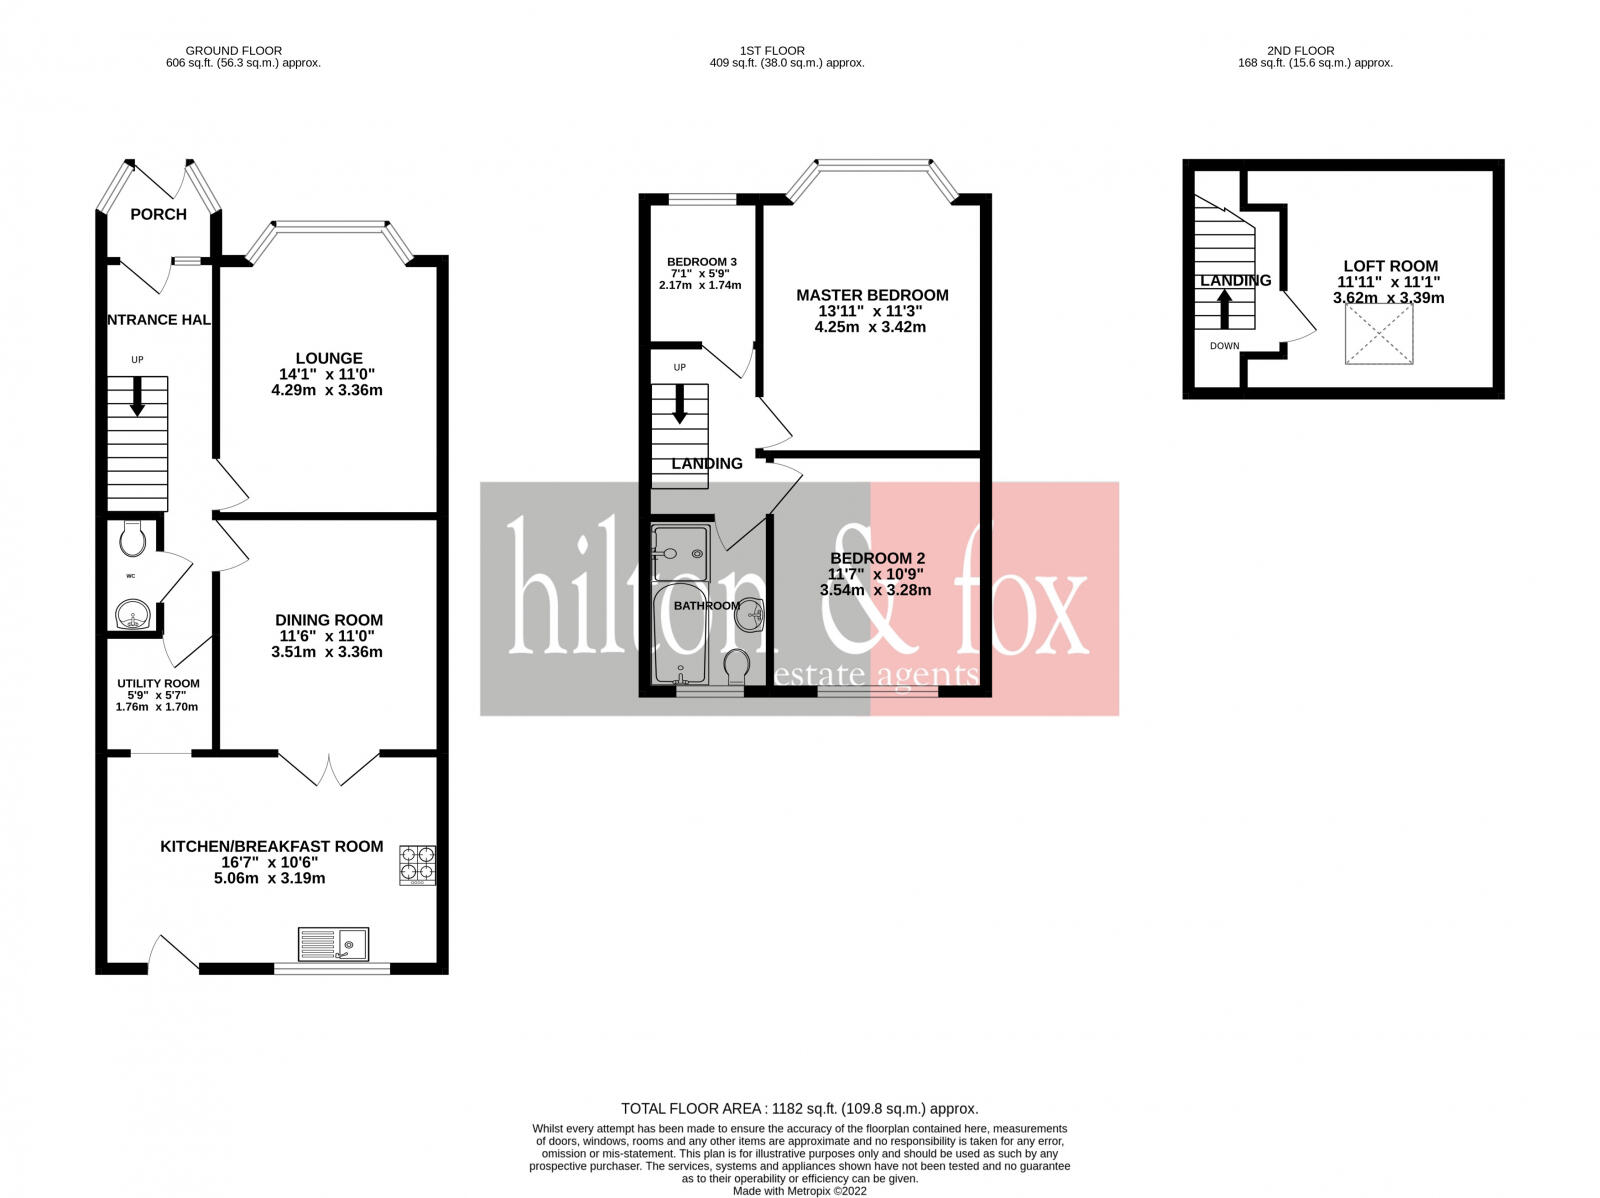 GROUND FLOOR
606 sq.ft. (56.3 sq.m.) approx.
1ST FLOOR
409 sq.ft. (38.0 sq.m.) approx.
2ND FLOOR
168 sq.ft. (15.6 sq.m.) approx.
PORCH
NTRANCE HAL
UP
LOUNGE
14'1" x 11'0"
4.29m x 3.36m
WC
DINING ROOM
11'6" x 11'0"
3.51m x 3.36m
UTILITY ROOM
5'9" x 5'7"
1.76m x 1.70m
KITCHEN/BREAKFAST ROOM
16'7" x 10'6"
5.06m x 3.19m
BEDROOM 3
7'1" x 5'9"
2.17m x 1.74m
MASTER BEDROOM
13'11" x 11'3"
4.25m x 3.42m
UP
LANDING
BEDROOM 2
11'7" x 10'9"
3.54m x 3.28m
BATHROOM
hilton & fox
estate agents
LOFT ROOM
11'11" x 11'1"
3.62m x 3.39m
LANDING
DOWN
TOTAL FLOOR AREA : 1182 sq.ft. (109.8 sq.m.) approx.
Whilst every attempt has been made to ensure the accuracy of the floorplan contained here, measurements
of doors, windows, rooms and any other items are approximate and no responsibility is taken for any error,
omission or mis-statement. This plan is for illustrative purposes only and should be used as such by any
prospective purchaser. The services, systems and appliances shown have not been tested and no guarantee
as to their operability or efficiency can be given.
Made with Metropix ©2022